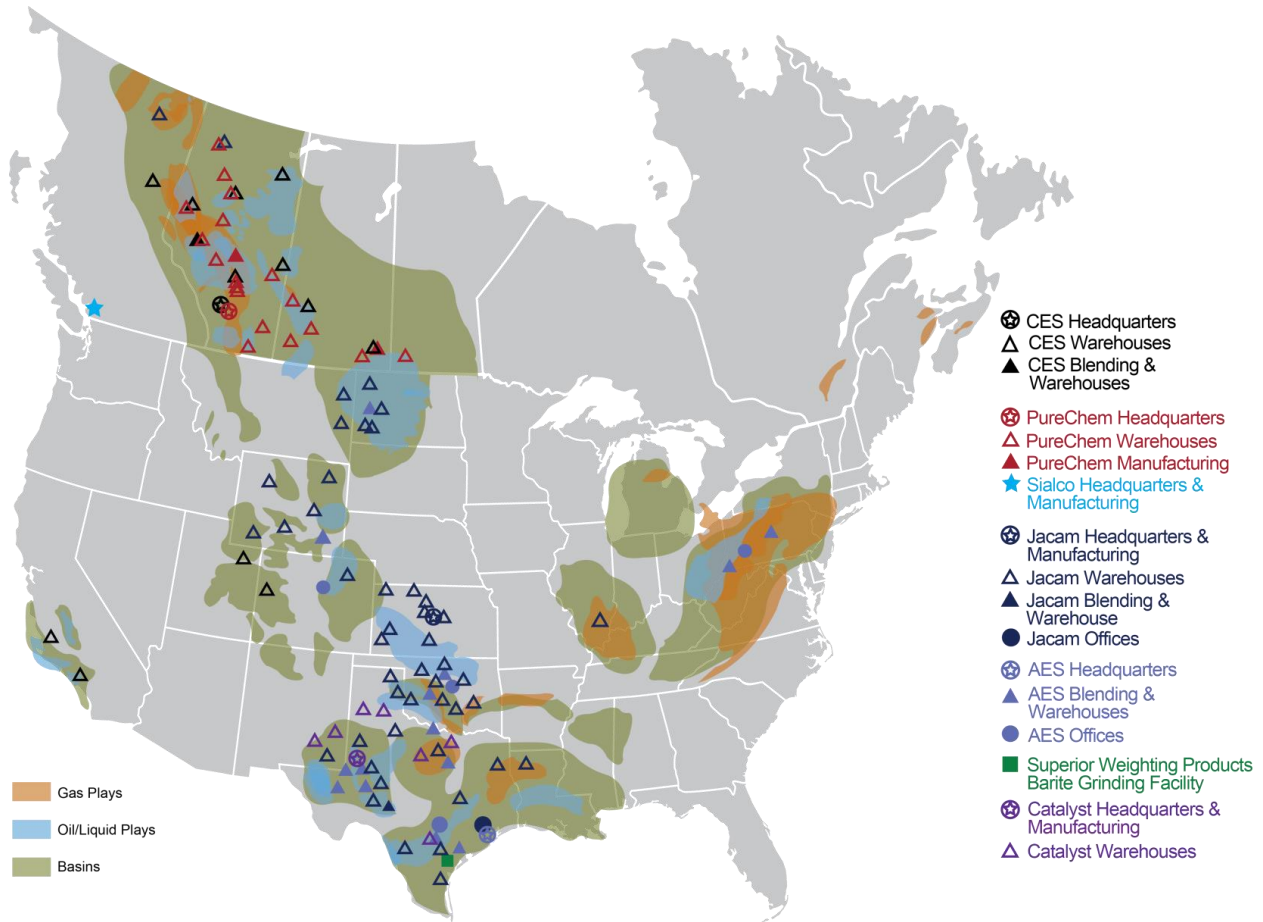 CES Headquarters
CES Warehouses
CES Blending &
Warehouses
PureChem Headquarters
PureChem Warehouses
PureChem Manufacturing
Sialco Headquarters &
Manufacturing
Jacam Headquarters &
Manufacturing
Jacam Warehouses
Jacam Blending &
Warehouse
Jacam Offices
AES Headquarters
AES Blending &
Warehouses
AES Offices
Superior Weighting Products
Barite Grinding Facility
Catalyst Headquarters &
Manufacturing
Catalyst Warehouses
Gas Plays
Oil/Liquid Plays
Basins